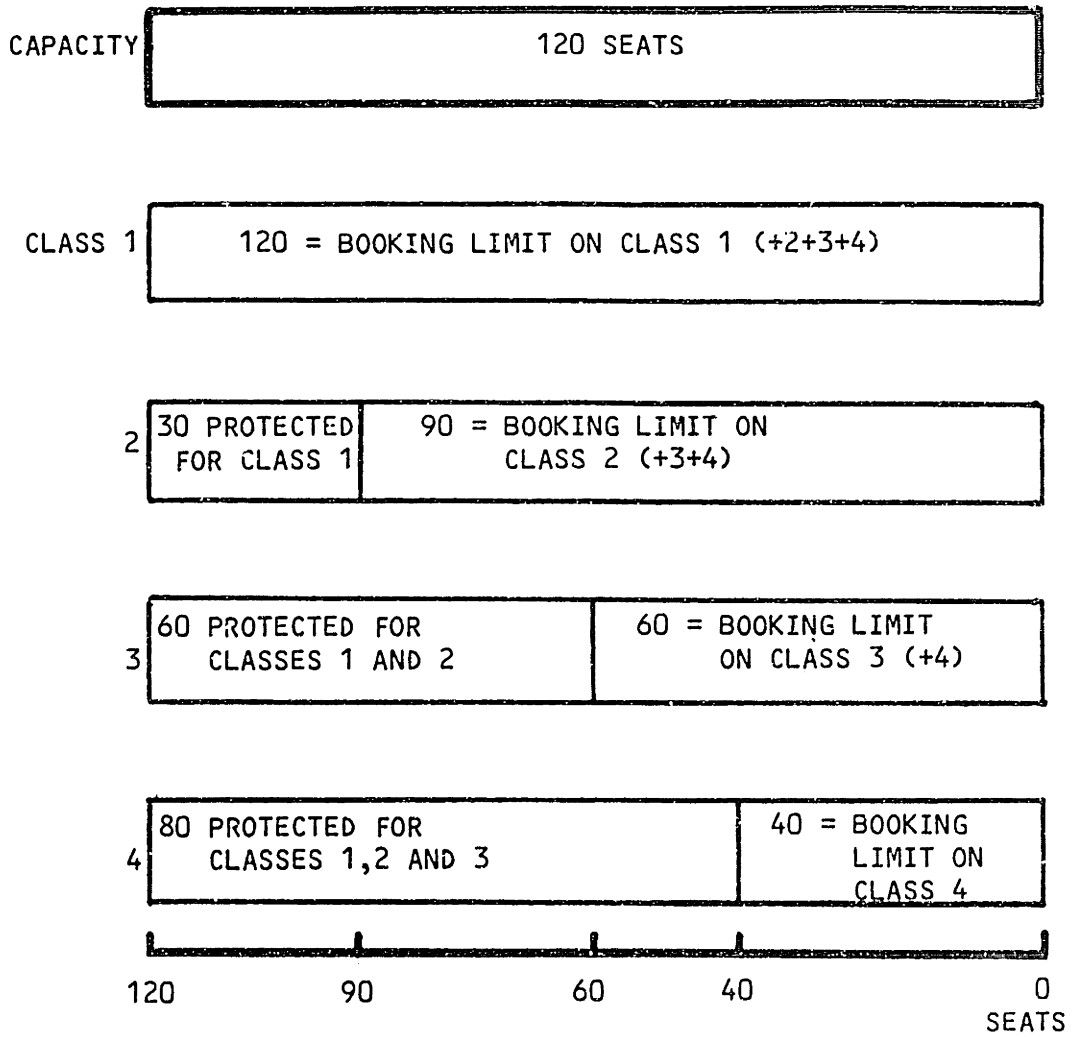 CAPACITY 120 SEATS
CLASS 1 120 = BOOKING LIMIT ON CLASS 1 (+2+3+4)
2 30 PROTECTED 90 = BOOKING LIMIT ON
FOR CLASS 1 CLASS 2 (+3+4)
3 60 PROTECTED FOR 60 = BOOKING LIMIT
CLASSES 1 AND 2 ON CLASS 3 (+4)
4 80 PROTECTED FOR 40 = BOOKING
CLASSES 1,2 AND 3 LIMIT ON
CLASS 4
120 90 60 40 0
SEATS